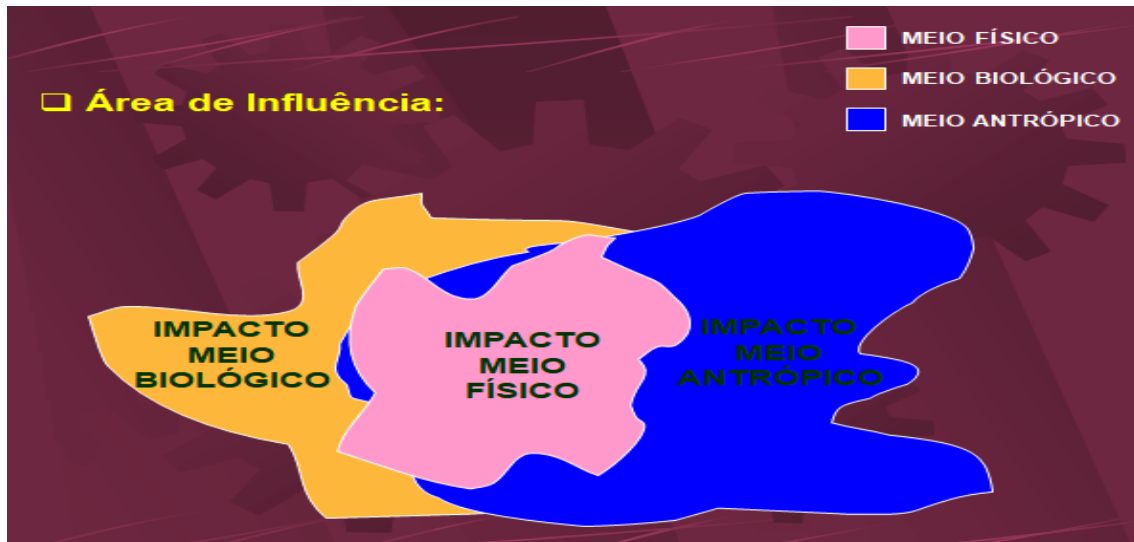 MEIO FÍSICO
MEIO BIOLÓGICO
MEIO ANTRÓPICO
❑ Área de Influência:
IMPACTO
MEIO
BIOLÓGICO
IMPACTO
MEIO
FÍSICO
IMPACTO
MEIO
ANTRÓPICO